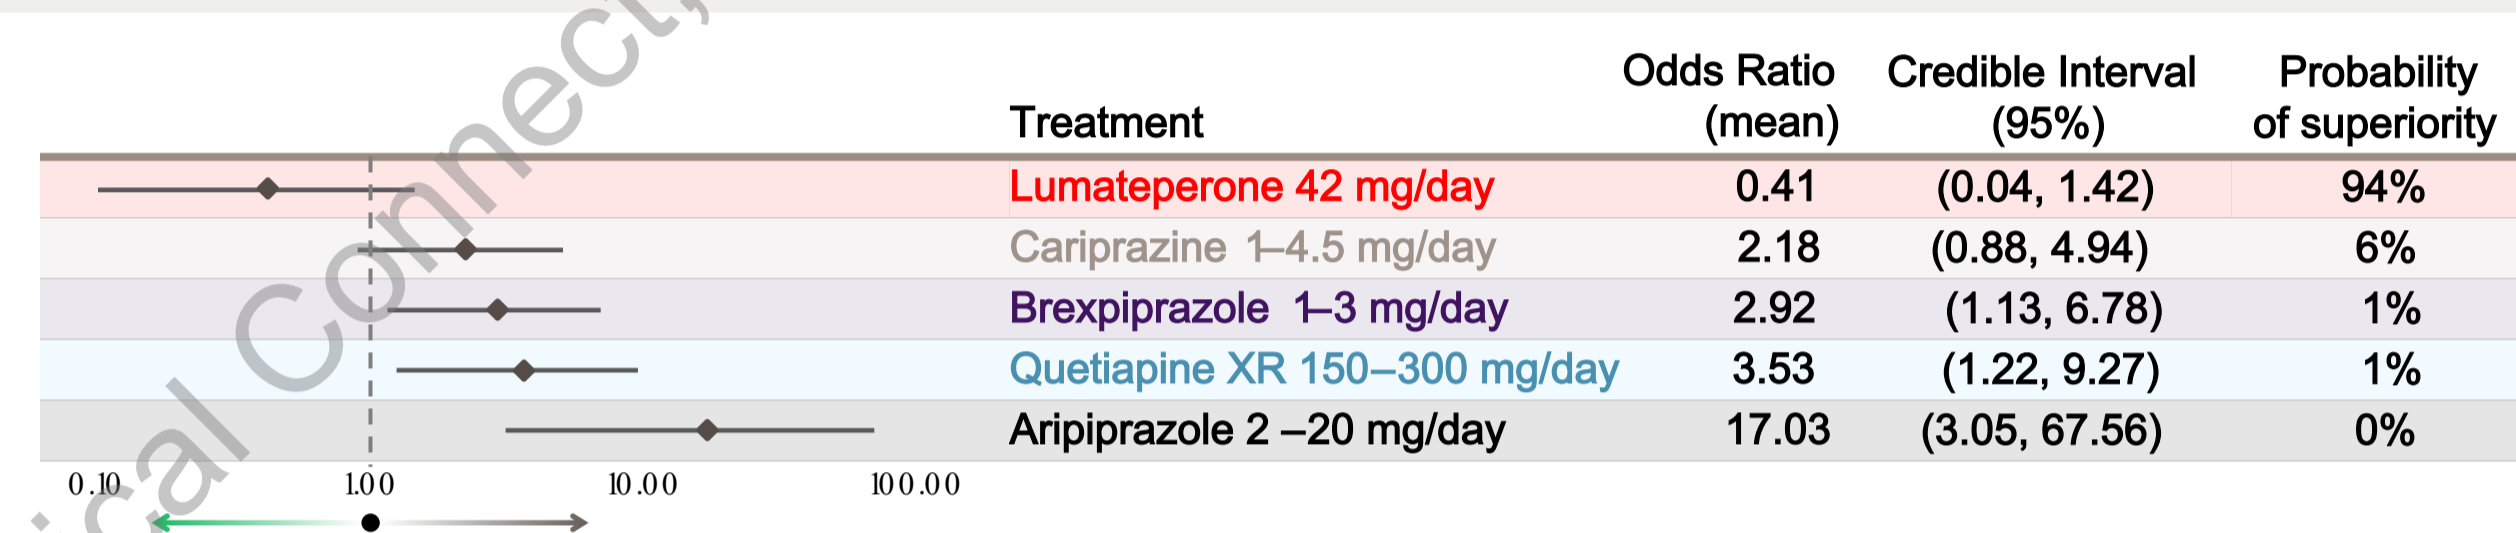 Odds Ratio Credible Interval Probability
Treatment (mean) (95%) of superiority
Lumateperone 42 mg/day 0.41 (0.04, 1.42) 94%
Cariprazine 1–4.5 mg/day 2.18 (0.88, 4.94) 6%
Brexpiprazole 1–3 mg/day 2.92 (1.13, 6.78) 1%
Quetiapine XR 150–300 mg/day 3.53 (1.22, 9.27) 1%
Aripiprazole 2 –20 mg/day 17.03 (3.05, 67.56) 0%
0.10 1.00 10.00 100.00
ical Connect,